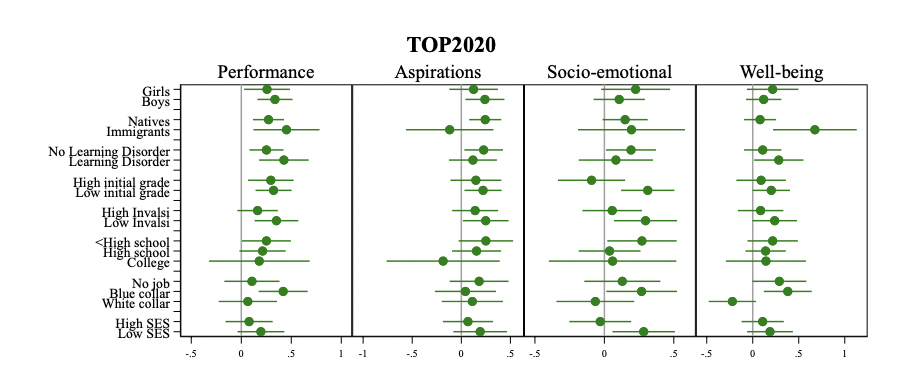 TOP2020
Performance Aspirations Socio-emotional Well-being
Girls
Boys
Natives
Immigrants
No Learning Disorder
Learning Disorder
High initial grade
Low initial grade
High Invalsi
Low Invalsi
<High school
High school
College
No job
Blue collar
White collar
High SES
Low SES
-.5 0 .5 1 -1 -.5 0 .5 -.5 0 .5 -.5 0 .5 1